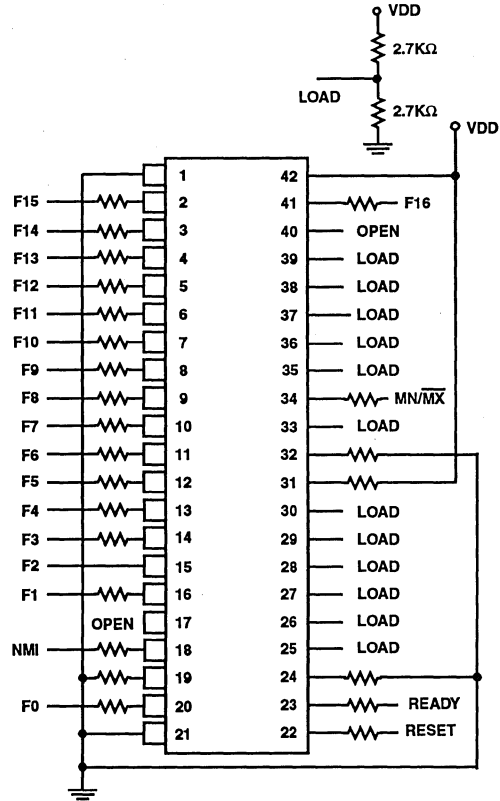 VDD
2.7KΩ
LOAD
2.7KΩ
VDD
1 42
F15 2 41 F16
F14 3 40 OPEN
F13 4 39 LOAD
F12 5 38 LOAD
F11 6 37 LOAD
F10 7 36 LOAD
F9 8 35 LOAD
F8 9 34 MN/M̅X̅
F7 10 33 LOAD
F6 11 32
F5 12 31
F4 13 30 LOAD
F3 14 29 LOAD
F2 15 28 LOAD
F1 16 27 LOAD
OPEN 17 26 LOAD
NMI 18 25 LOAD
19 24
F0 20 23 READY
21 22 RESET